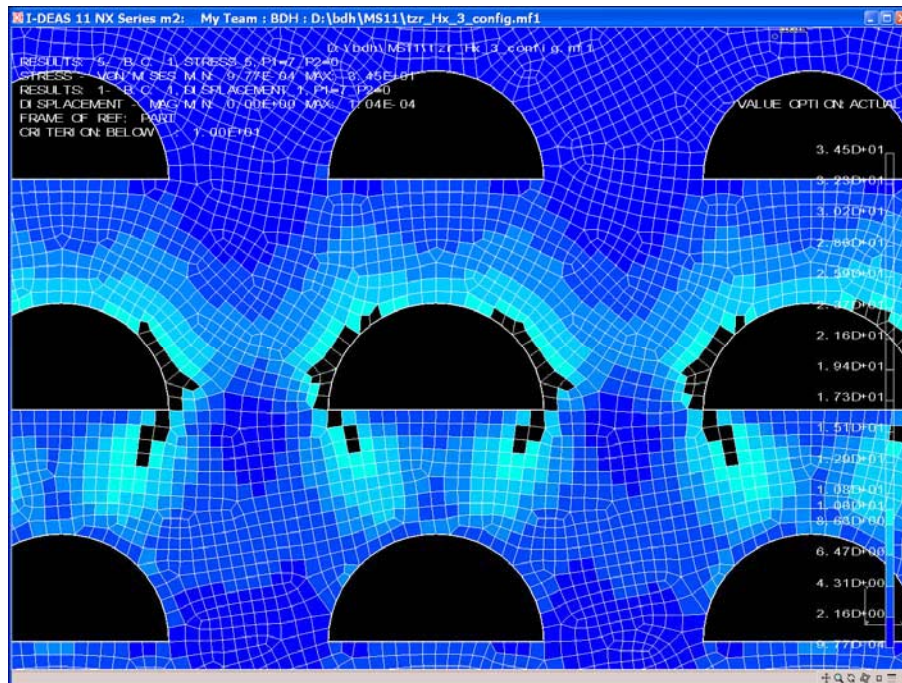 I-DEAS 11 NX Series m2: My Team : BDH : D:\bdh\MS11\tzr_Hx_3_config.mf1
D:\bdh\MS11\tzr_Hx_3_config.mf1
RESULTS: 5- B.C. 1,STRESS_5,P1=7,P2=0
STRESS - VON MISES MIN: 9.77E-04 MAX: 3.45E+01
RESULTS: 1- B.C. 1,DISPLACEMENT_1,P1=7,P2=0
DISPLACEMENT - MAG MIN: 0.00E+00 MAX: 1.04E-04
FRAME OF REF: PART
CRITERION: BELOW : 1.00E+01
VALUE OPTION: ACTUAL
3.45D+01
3.23D+01
3.02D+01
2.80D+01
2.59D+01
2.37D+01
2.16D+01
1.94D+01
1.73D+01
1.51D+01
1.29D+01
1.08D+01
1.00D+01
8.63D+00
6.47D+00
4.31D+00
2.16D+00
9.77D-04